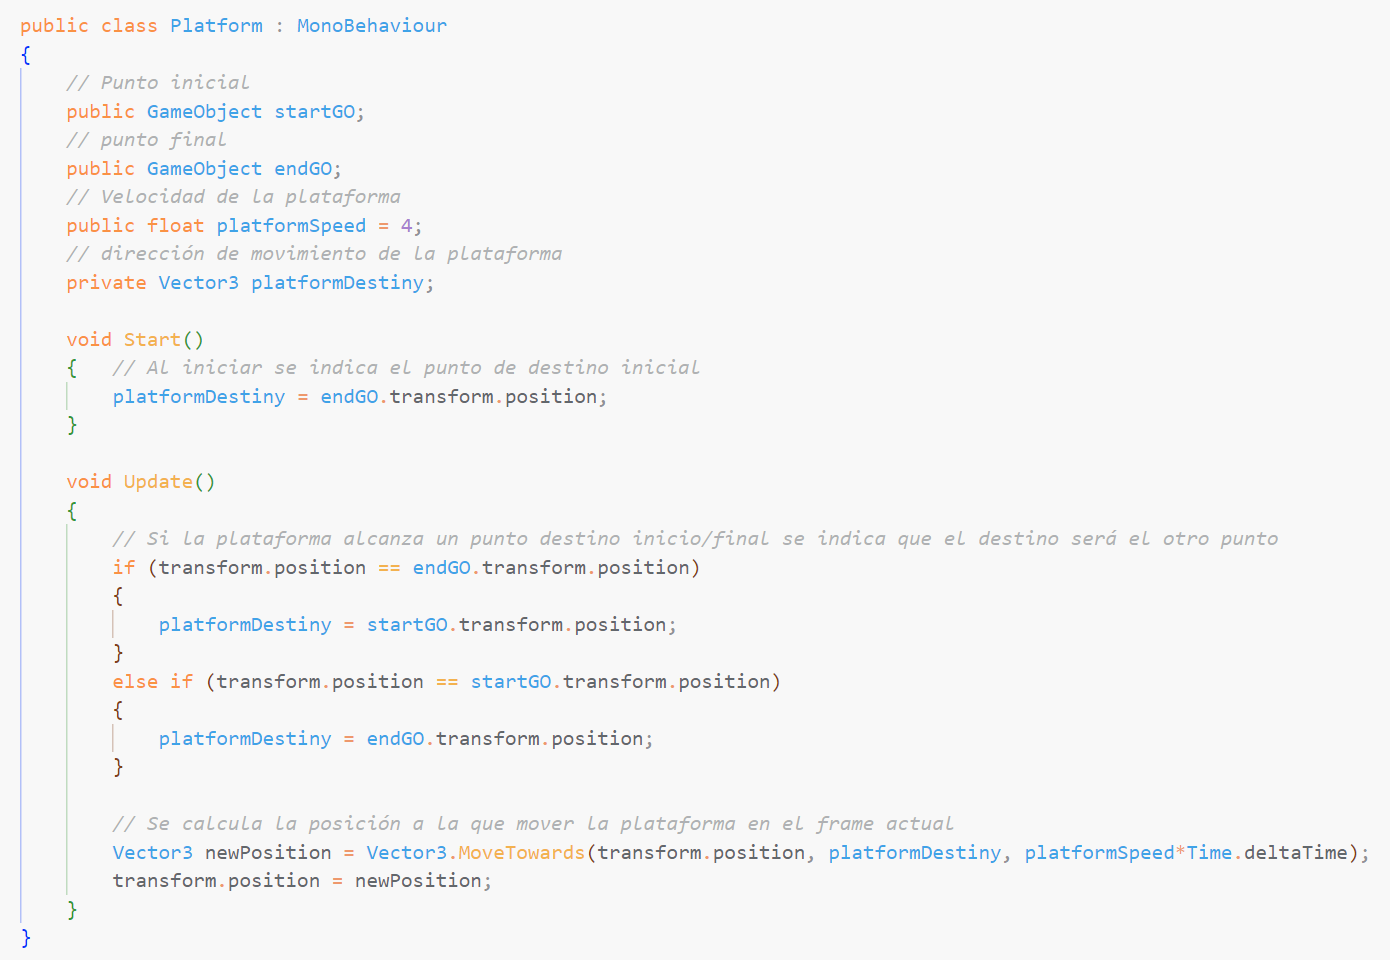 public class Platform : MonoBehaviour
{
    // Punto inicial
    public GameObject startGO;
    // punto final
    public GameObject endGO;
    // Velocidad de la plataforma
    public float platformSpeed = 4;
    // dirección de movimiento de la plataforma
    private Vector3 platformDestiny;

    void Start()
    {   // Al iniciar se indica el punto de destino inicial
        platformDestiny = endGO.transform.position;
    }

    void Update()
    {
        // Si la plataforma alcanza un punto destino inicio/final se indica que el destino será el otro punto
        if (transform.position == endGO.transform.position)
        {
            platformDestiny = startGO.transform.position;
        }
        else if (transform.position == startGO.transform.position)
        {
            platformDestiny = endGO.transform.position;
        }

        // Se calcula la posición a la que mover la plataforma en el frame actual
        Vector3 newPosition = Vector3.MoveTowards(transform.position, platformDestiny, platformSpeed*Time.deltaTime);
        transform.position = newPosition;
    }
}